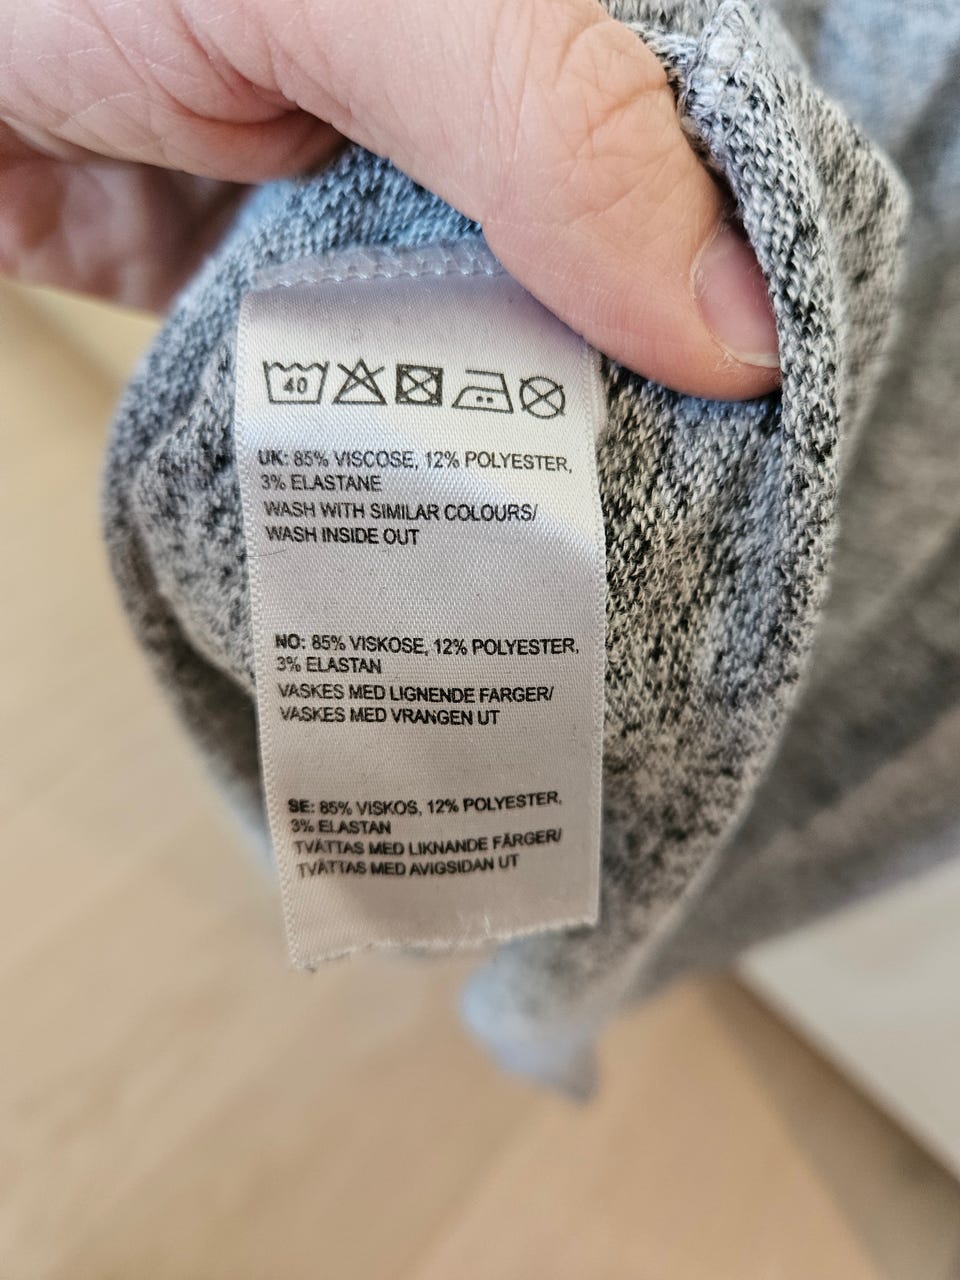 40
UK: 85% VISCOSE, 12% POLYESTER,
3% ELASTANE
WASH WITH SIMILAR COLOURS/
WASH INSIDE OUT
NO: 85% VISKOSE, 12% POLYESTER,
3% ELASTAN
VASKES MED LIGNENDE FARGER/
VASKES MED VRANGEN UT
SE: 85% VISKOS, 12% POLYESTER,
3% ELASTAN
TVÄTTAS MED LIKNANDE FÄRGER/
TVÄTTAS MED AVIGSIDAN UT